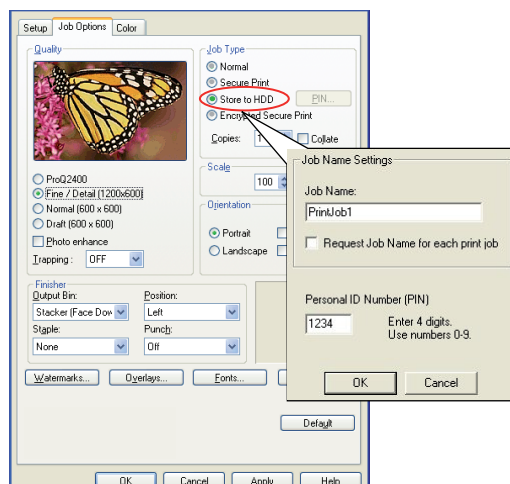 Setup Job Options Color
Quality
ProQ2400
Fine / Detail (1200x600)
Normal (600 x 600)
Draft (600 x 600)
Photo enhance
Trapping : OFF
Job Type
Normal
Secure Print
Store to HDD PIN...
Encrypted Secure Print
Copies: 1 Collate
Scale
100
Orientation
Portrait
Landscape
Finisher
Output Bin: Position:
Stacker (Face Dow Left
Staple: Punch:
None Off
Watermarks... Overlays... Fonts...
Default
OK Cancel Apply Help
Job Name Settings
Job Name:
PrintJob1
Request Job Name for each print job
Personal ID Number (PIN)
1234 Enter 4 digits.
Use numbers 0-9.
OK Cancel